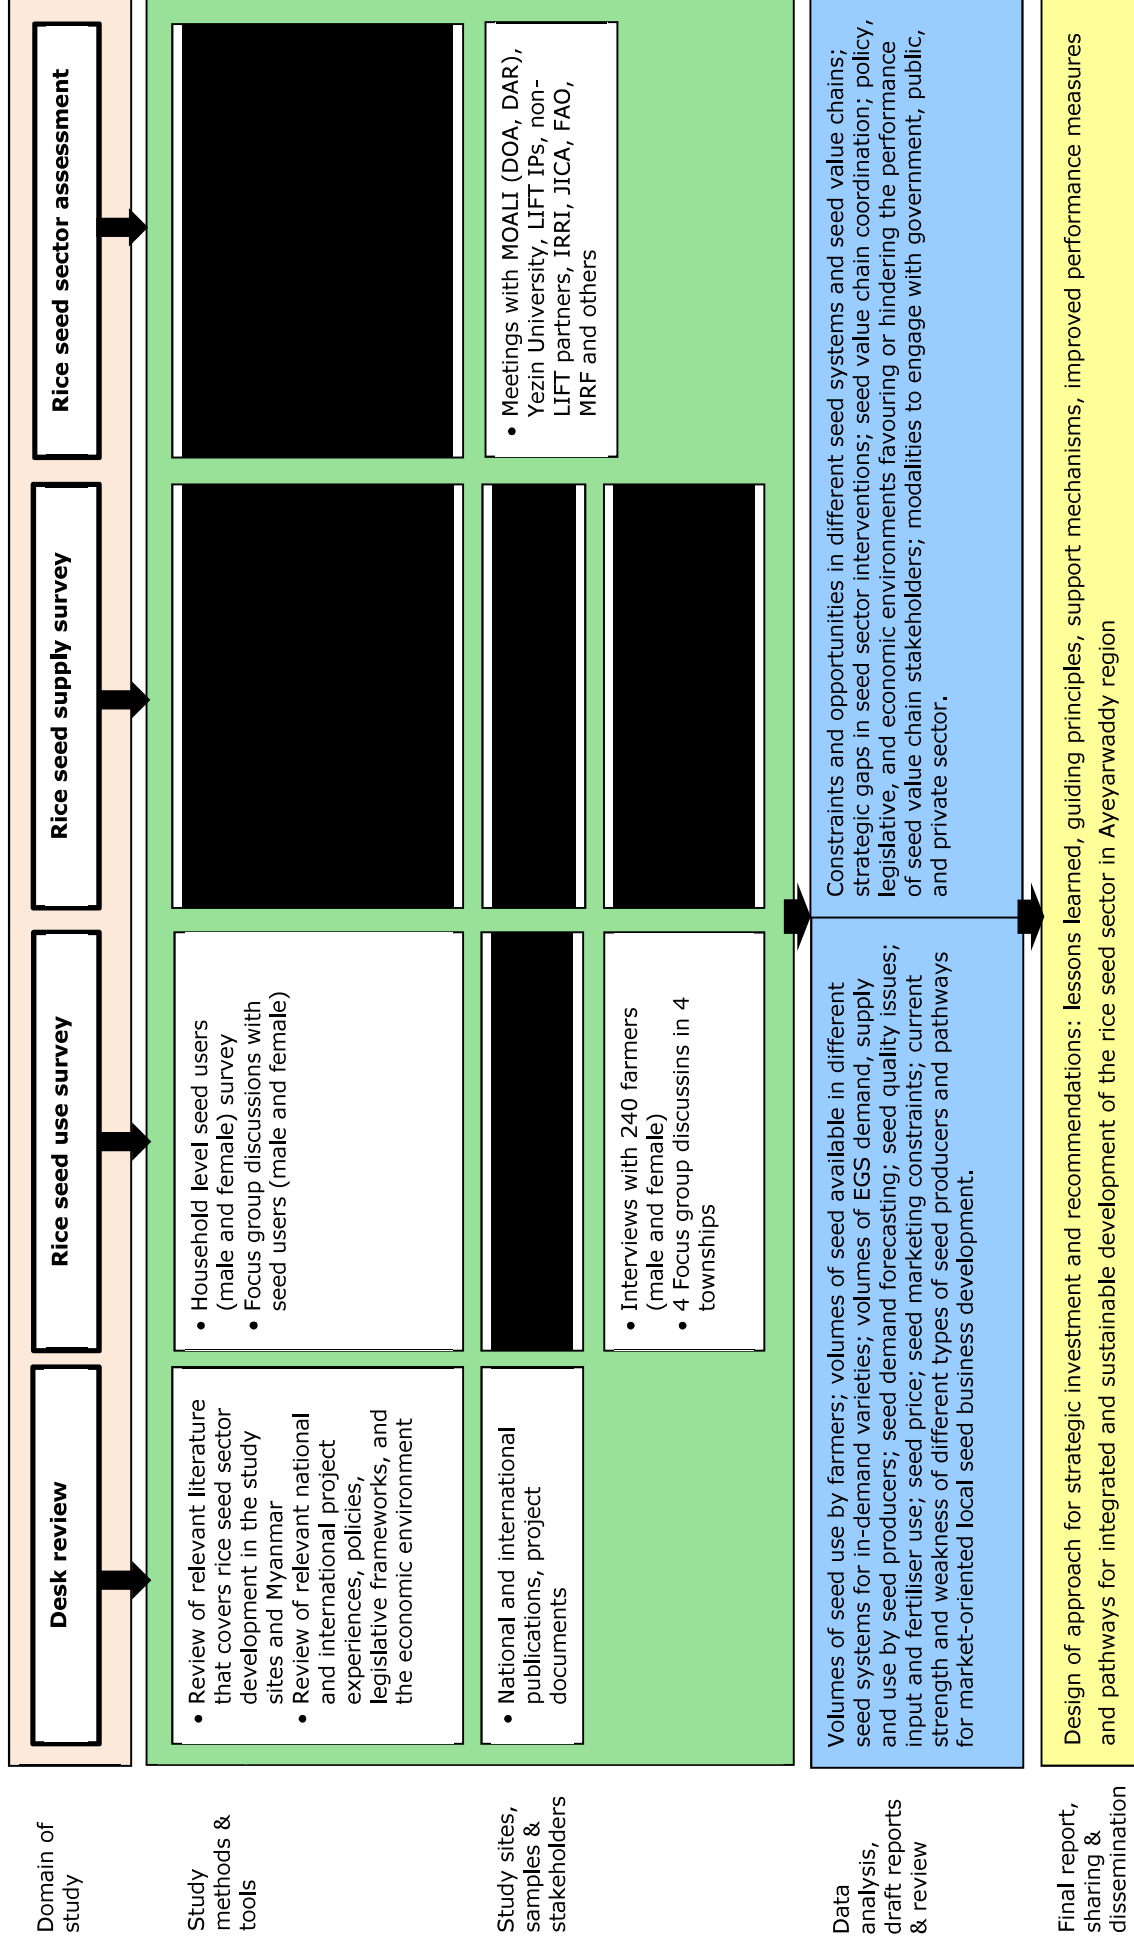 Domain of
study
Desk review
Rice seed use survey
Rice seed supply survey
Rice seed sector assessment
Study
methods &
tools
• Review of relevant literature
that covers rice seed sector
development in the study
sites and Myanmar
• Review of relevant national
and international project
experiences, policies,
legislative frameworks, and
the economic environment
• Household level seed users
(male and female) survey
• Focus group discussions with
seed users (male and female)
Study sites,
samples &
stakeholders
• National and international
publications, project
documents
• Interviews with 240 farmers
(male and female)
• 4 Focus group discussins in 4
townships
• Meetings with MOALI (DOA, DAR),
Yezin University, LIFT IPs, non-
LIFT partners, IRRI, JICA, FAO,
MRF and others
Data
analysis,
draft reports
& review
Volumes of seed use by farmers; volumes of seed available in different
seed systems for in-demand varieties; volumes of EGS demand, supply
and use by seed producers; seed demand forecasting; seed quality issues;
input and fertiliser use; seed price; seed marketing constraints; current
strength and weakness of different types of seed producers and pathways
for market-oriented local seed business development.
Constraints and opportunities in different seed systems and seed value chains;
strategic gaps in seed sector interventions; seed value chain coordination; policy,
legislative, and economic environments favouring or hindering the performance
of seed value chain stakeholders; modalities to engage with government, public,
and private sector.
Final report,
sharing &
dissemination
Design of approach for strategic investment and recommendations: lessons learned, guiding principles, support mechanisms, improved performance measures
and pathways for integrated and sustainable development of the rice seed sector in Ayeyarwaddy region